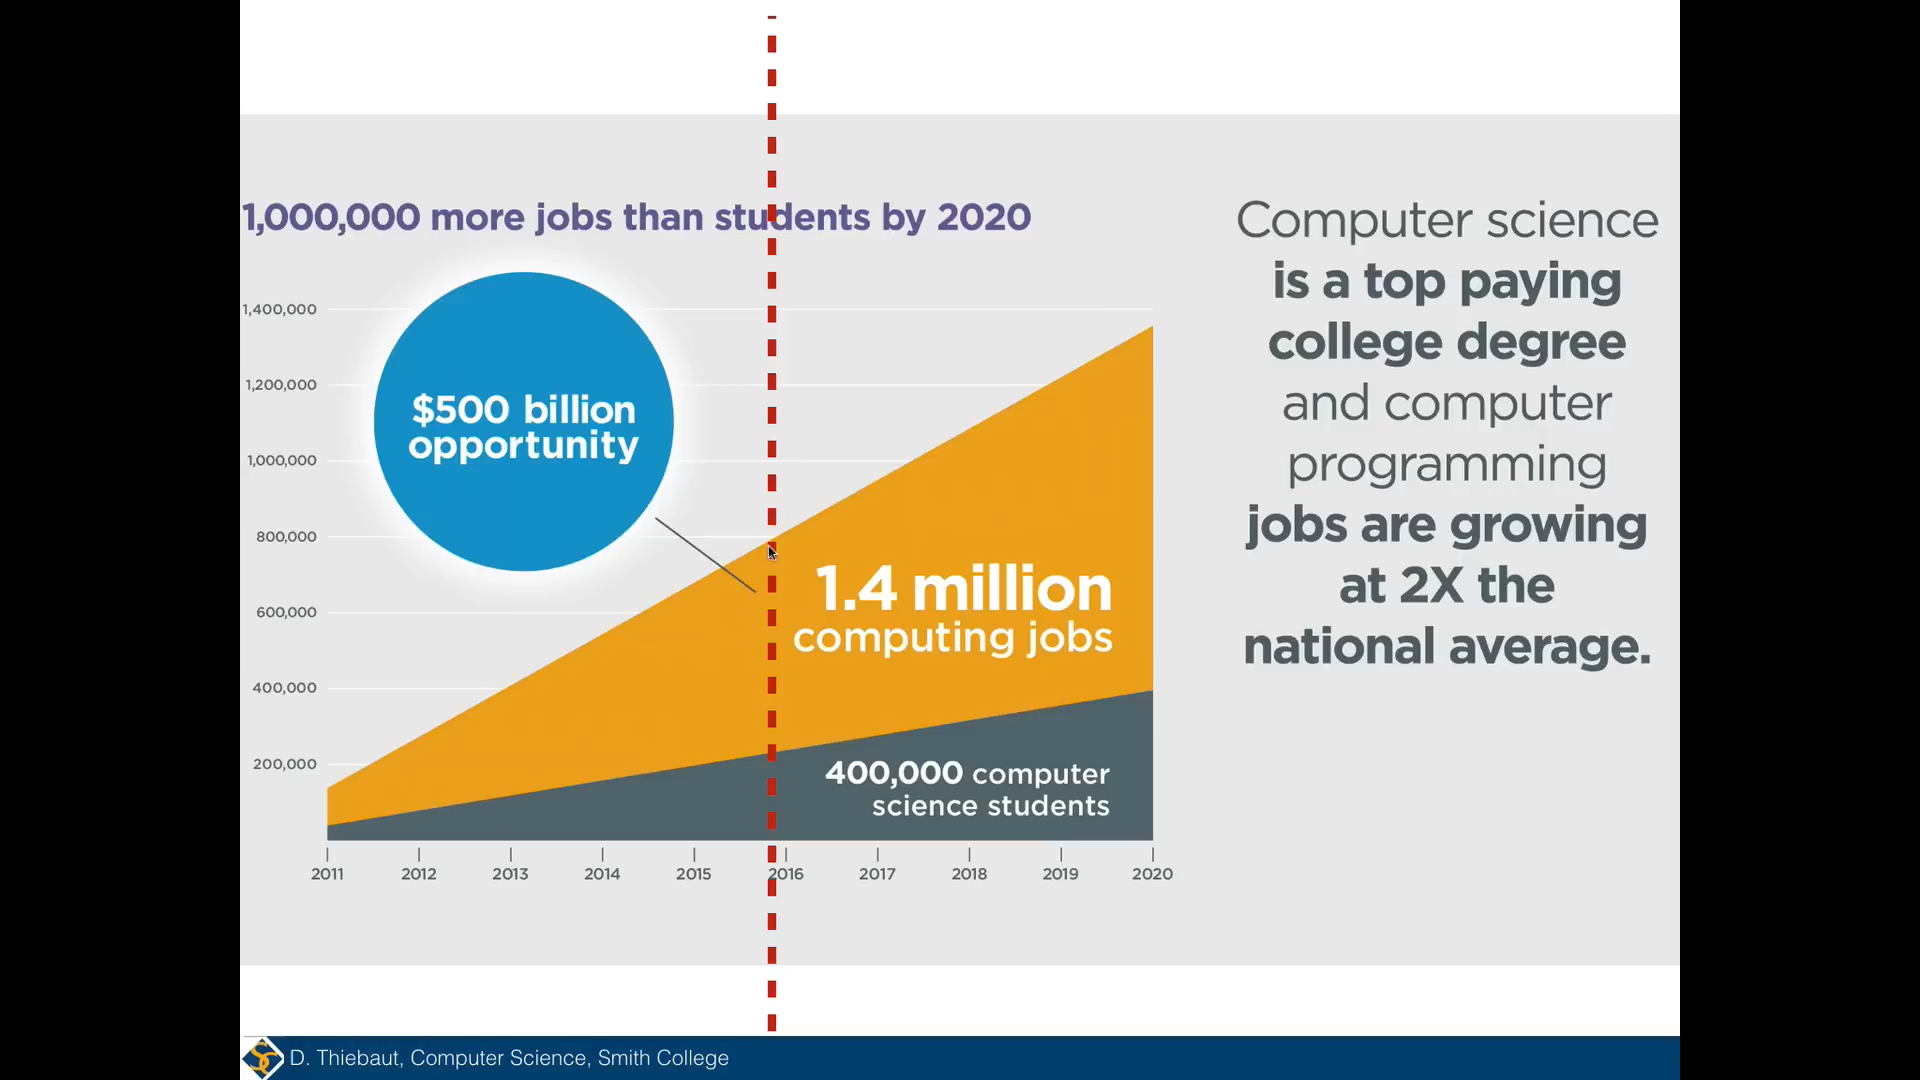 1,000,000 more jobs than students by 2020
$500 billion
opportunity
1,400,000
1,200,000
1,000,000
800,000
600,000
400,000
200,000
1.4 million
computing jobs
400,000 computer
science students
2011 2012 2013 2014 2015 2016 2017 2018 2019 2020
Computer science
is a top paying
college degree
and computer
programming
jobs are growing
at 2X the
national average.
D. Thiebaut, Computer Science, Smith College